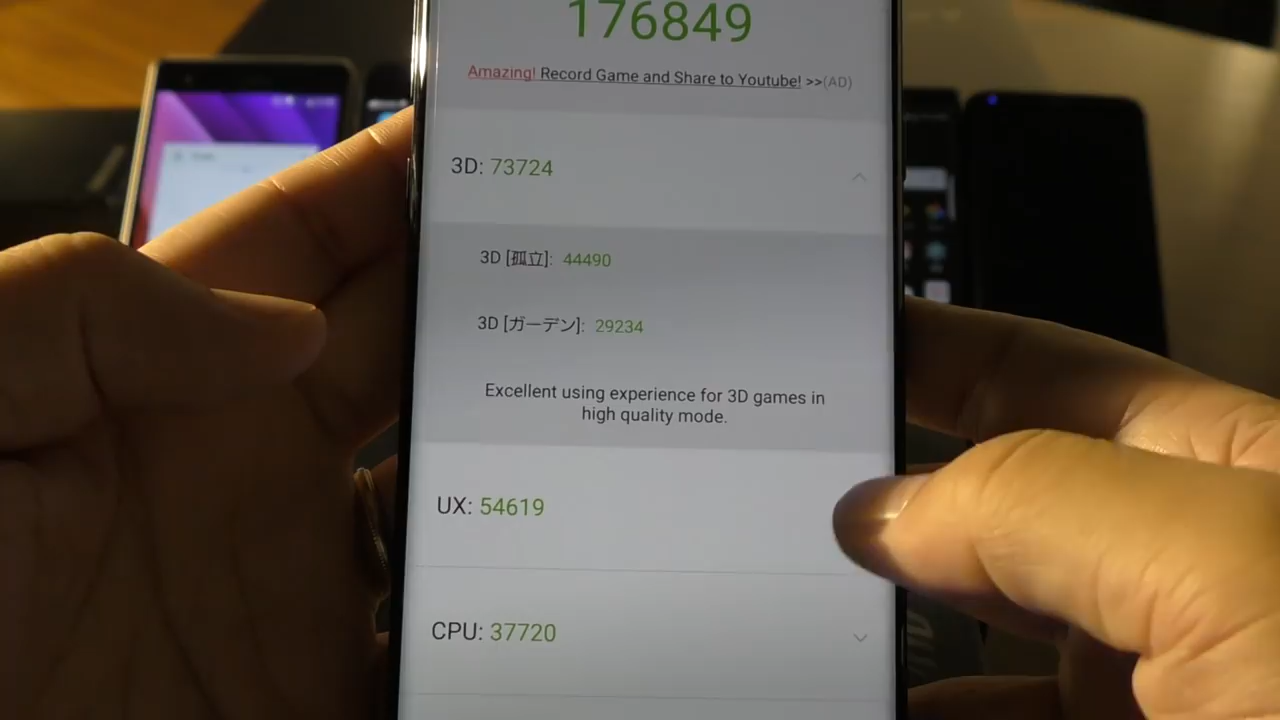 176849
Amazing! Record Game and Share to Youtube! >>(AD)
3D: 73724
3D [孤立]: 44490
3D [ガーデン]: 29234
Excellent using experience for 3D games in
high quality mode.
UX: 54619
CPU: 37720